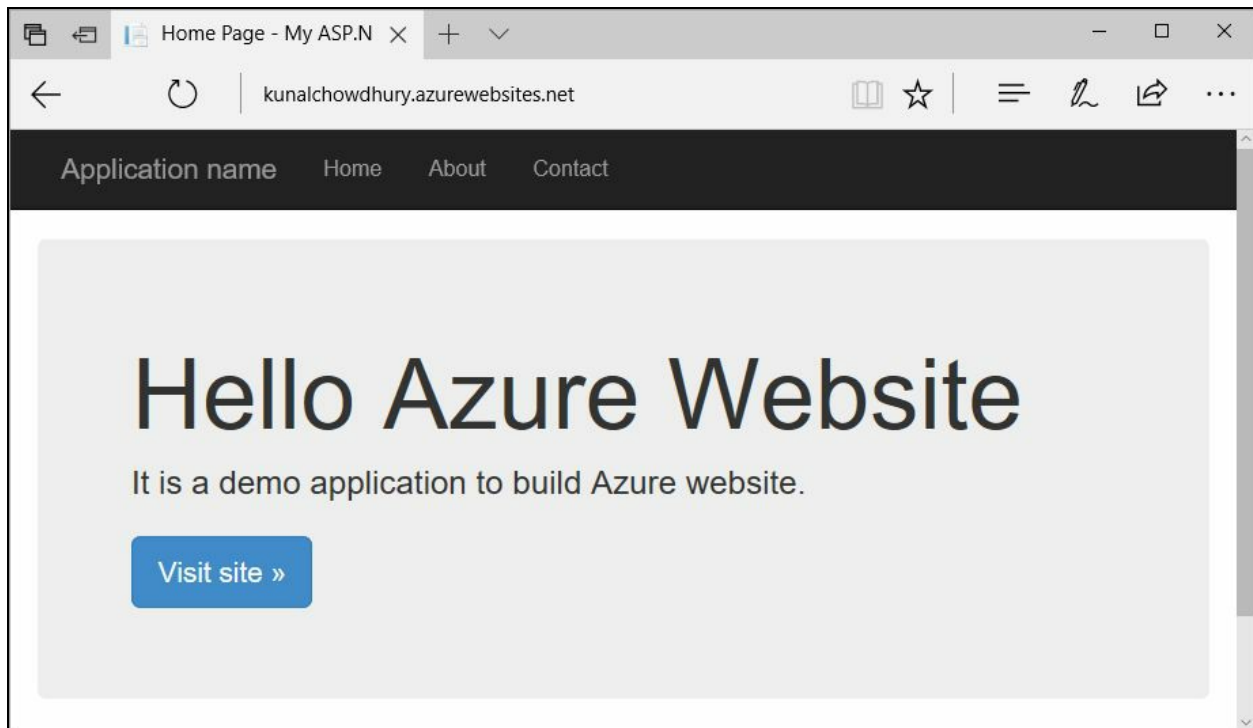 Home Page - My ASP.N
kunalchowdhury.azurewebsites.net
Application name Home About Contact
Hello Azure Website
It is a demo application to build Azure website.
Visit site »